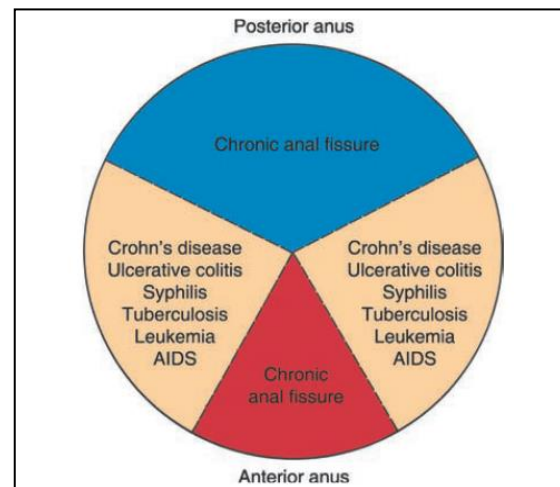 Posterior anus
Chronic anal fissure
Crohn's disease
Ulcerative colitis
Syphilis
Tuberculosis
Leukemia
AIDS
Crohn's disease
Ulcerative colitis
Syphilis
Tuberculosis
Leukemia
AIDS
Chronic
anal fissure
Anterior anus